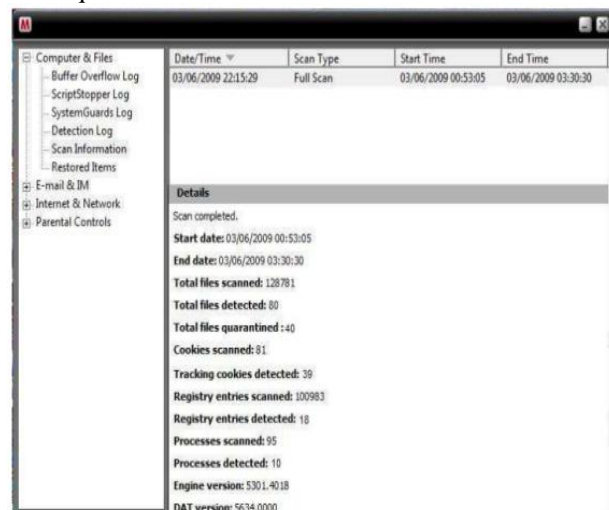 M
Computer & Files
Buffer Overflow Log
ScriptStopper Log
SystemGuards Log
Detection Log
Scan Information
Restored Items
E-mail & IM
Internet & Network
Parental Controls
Date/Time Scan Type Start Time End Time
03/06/2009 22:15:29 Full Scan 03/06/2009 00:53:05 03/06/2009 03:30:30
Details
Scan completed.
Start date: 03/06/2009 00:53:05
End date: 03/06/2009 03:30:30
Total files scanned: 128781
Total files detected: 80
Total files quarantined :40
Cookies scanned: 81
Tracking cookies detected: 39
Registry entries scanned: 100983
Registry entries detected: 18
Processes scanned: 95
Processes detected: 10
Engine version: 5301.4018
DAT version: 5634.0000